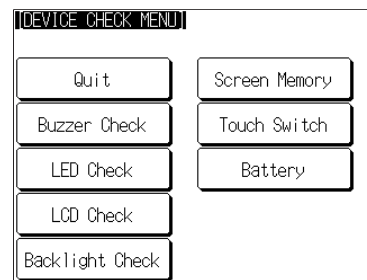 [DEVICE CHECK MENU]
Quit
Screen Memory
Buzzer Check
Touch Switch
LED Check
Battery
LCD Check
Backlight Check